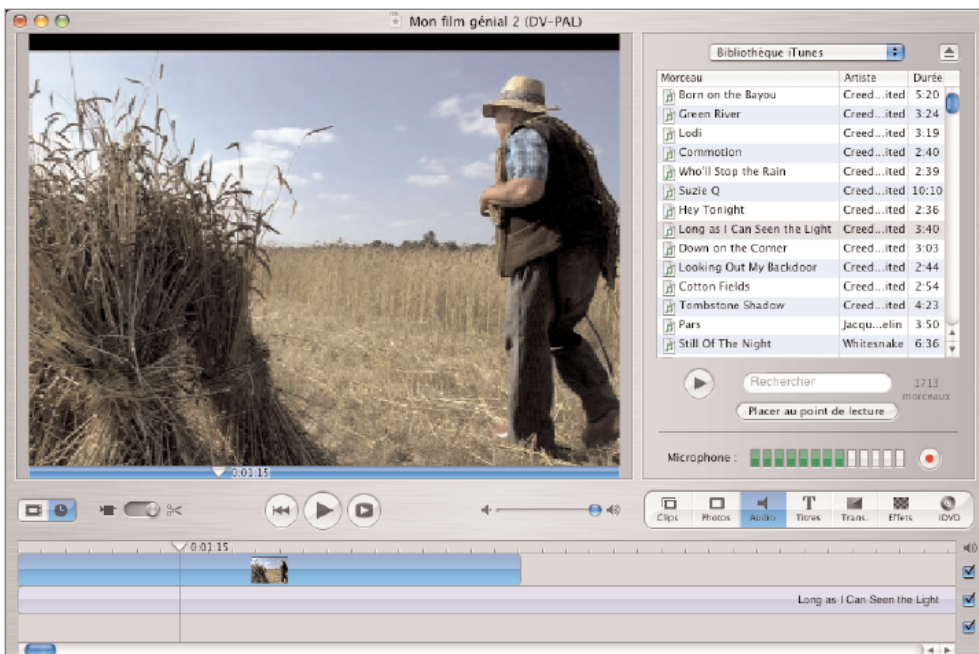 Mon film génial 2 (DV-PAL)
Bibliothèque iTunes
Morceau Artiste Durée
Born on the Bayou Creed...ited 5:20
Green River Creed...ited 3:24
Lodi Creed...ited 3:19
Commotion Creed...ited 2:40
Who'll Stop the Rain Creed...ited 2:39
Suzie Q Creed...ited 10:10
Hey Tonight Creed...ited 2:36
Long as I Can Seen the Light Creed...ited 3:40
Down on the Corner Creed...ited 3:03
Looking Out My Backdoor Creed...ited 2:44
Cotton Fields Creed...ited 2:54
Tombstone Shadow Creed...ited 4:23
Pars Jacqu...elin 3:50
Still Of The Night Whitesnake 6:36
Rechercher
1713
morceaux
Placer au point de lecture
Microphone :
0:01:15
Clips Photos Audio Titres Trans. Effets iDVD
0:01:15
Long as I Can Seen the Light